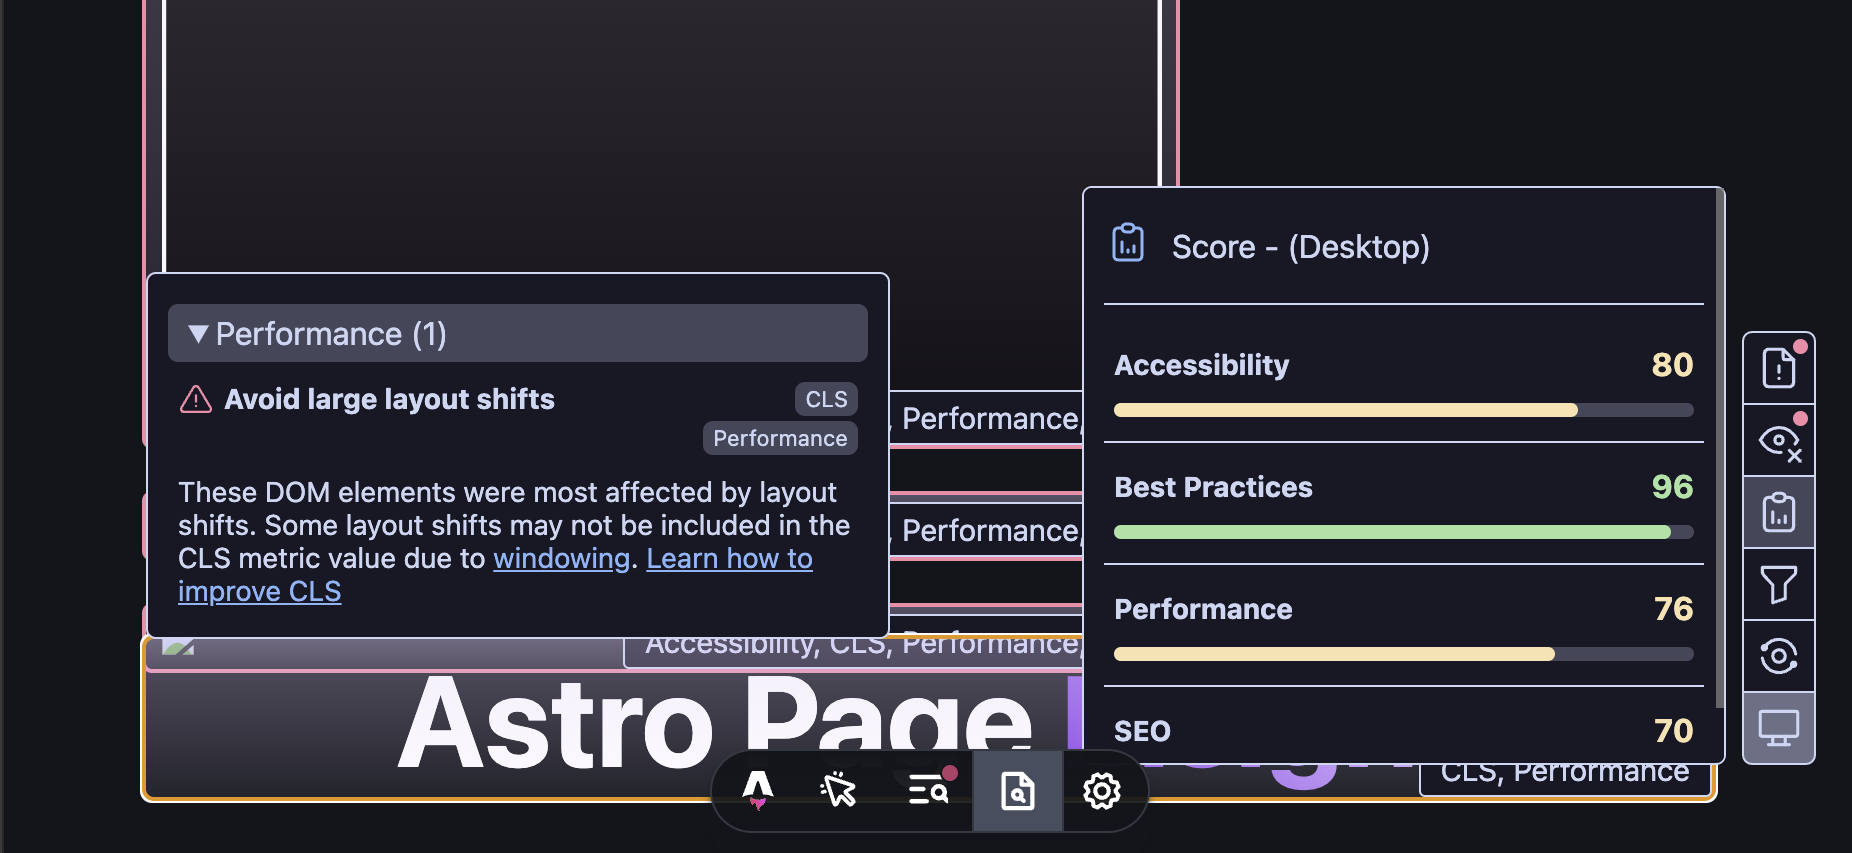 Score - (Desktop)
Accessibility 80
Best Practices 96
Performance 76
SEO 70
▼ Performance (1)
Avoid large layout shifts CLS
Performance
These DOM elements were most affected by layout
shifts. Some layout shifts may not be included in the
CLS metric value due to windowing. Learn how to
improve CLS
, Performance,
, Performance,
Accessibility, CLS, Performance,
Astro Page
CLS, Performance